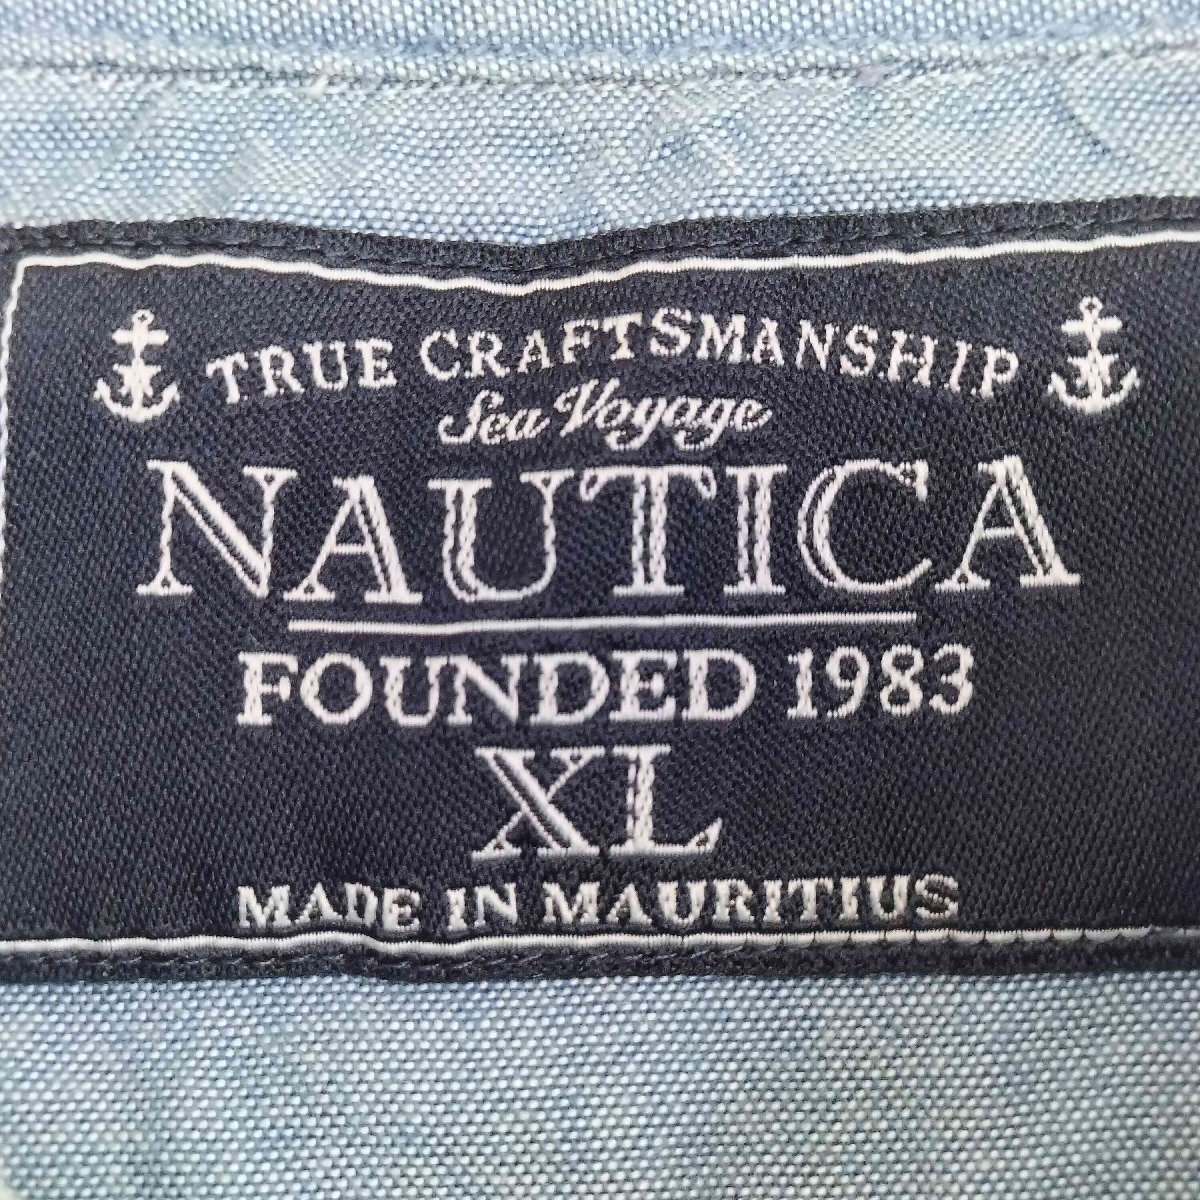 TRUE CRAFTSMANSHIP
Sea Voyage
NAUTICA
FOUNDED 1983
XL
MADE IN MAURITIUS